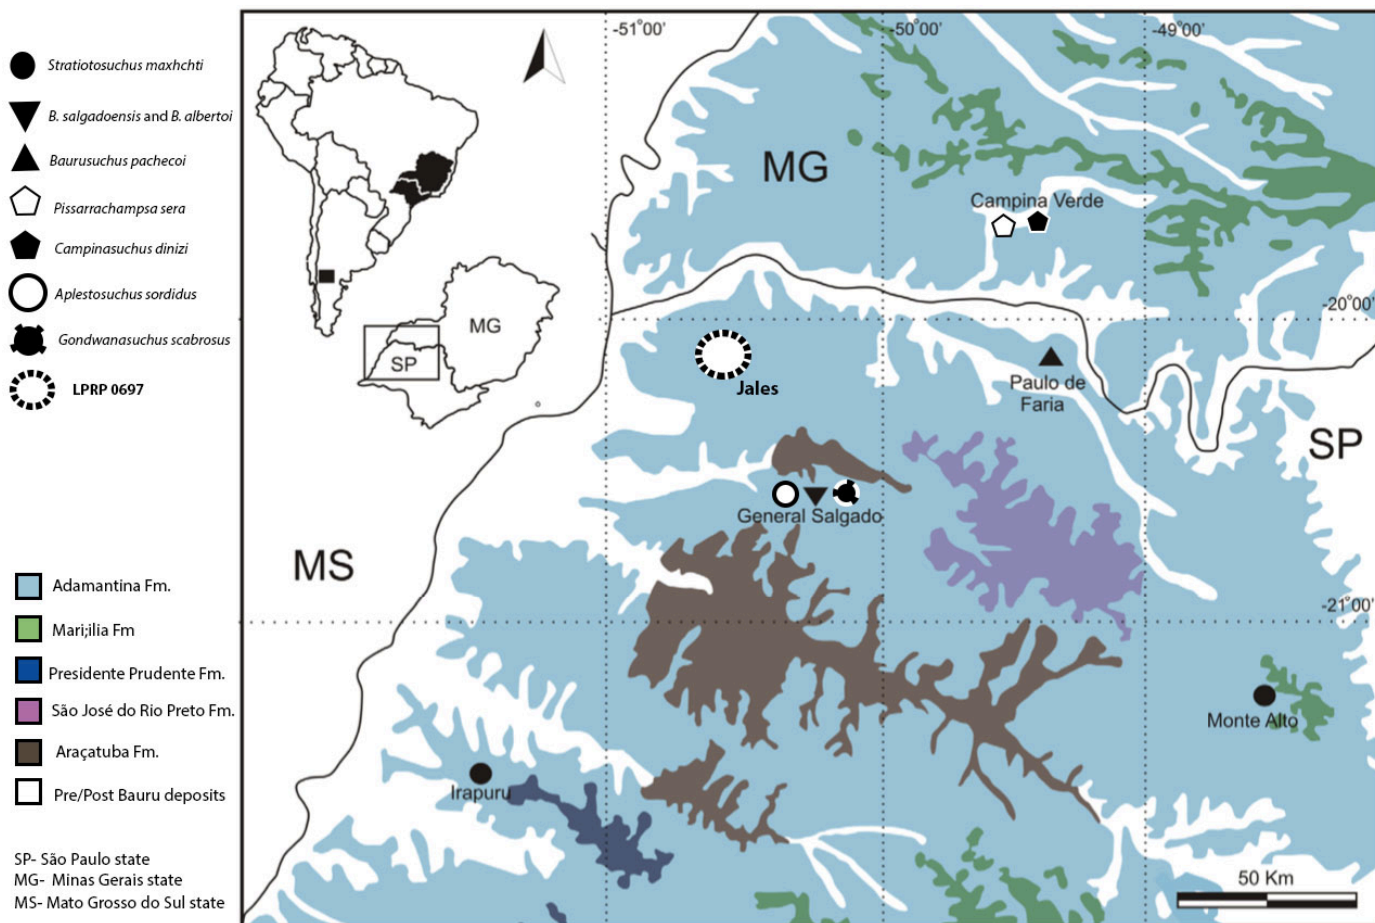 Stratiotosuchus maxhchti
B. salgadoensis and B. albertoi
Baurusuchus pachecoi
Pissarrachampsa sera
Campinasuchus dinizi
Aplestosuchus sordidus
Gondwanasuchus scabrosus
LPRP 0697
Adamantina Fm.
Mari;ilia Fm
Presidente Prudente Fm.
São José do Rio Preto Fm.
Araçatuba Fm.
Pre/Post Bauru deposits
SP- São Paulo state
MG- Minas Gerais state
MS- Mato Grosso do Sul state
MG
SP
-51°00'
-50°00'
-49°00'
MG
Campina Verde
-20°00'
Jales
Paulo de
Faria
SP
General Salgado
MS
-21°00'
Monte Alto
Irapuru
50 Km